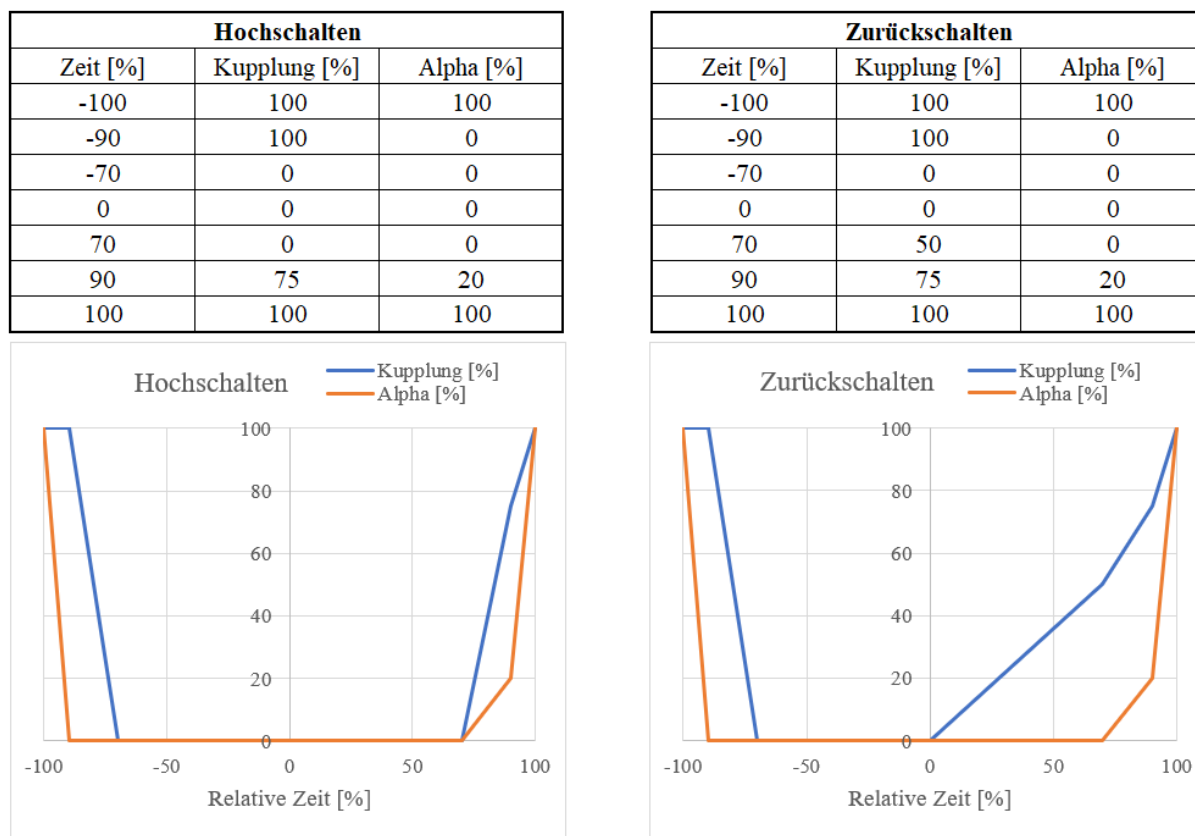 Hochschalten
Zeit [%] Kupplung [%] Alpha [%]
-100 100 100
-90 100 0
-70 0 0
0 0 0
70 0 0
90 75 20
100 100 100
Zurückschalten
Zeit [%] Kupplung [%] Alpha [%]
-100 100 100
-90 100 0
-70 0 0
0 0 0
70 50 0
90 75 20
100 100 100
Hochschalten
Kupplung [%]
Alpha [%]
100
80
60
40
20
0
-100 -50 0 50 100
Relative Zeit [%]
Zurückschalten
Kupplung [%]
Alpha [%]
100
80
60
40
20
0
-100 -50 0 50 100
Relative Zeit [%]